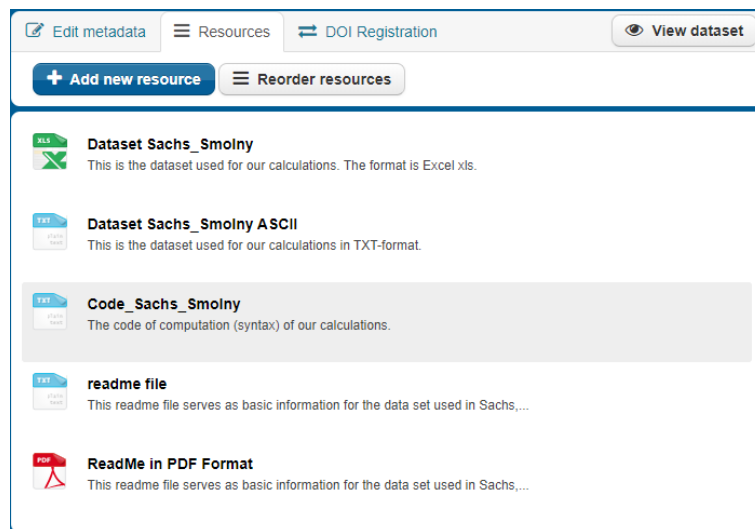 Edit metadata
Resources
DOI Registration
View dataset
Add new resource
Reorder resources
XLS
Dataset Sachs_Smolny
This is the dataset used for our calculations. The format is Excel xls.
TXT
Dataset Sachs_Smolny ASCII
This is the dataset used for our calculations in TXT-format.
TXT
Code_Sachs_Smolny
The code of computation (syntax) of our calculations.
TXT
readme file
This readme file serves as basic information for the data set used in Sachs,...
PDF
ReadMe in PDF Format
This readme file serves as basic information for the data set used in Sachs,...